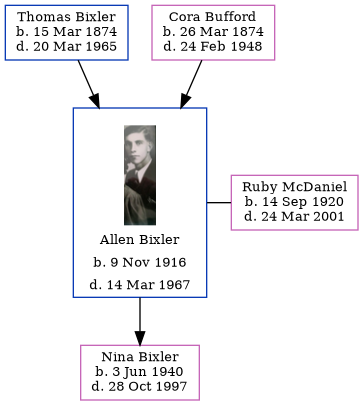 Thomas Bixler
b. 15 Mar 1874
d. 20 Mar 1965
Cora Bufford
b. 26 Mar 1874
d. 24 Feb 1948
Allen Bixler
b. 9 Nov 1916
d. 14 Mar 1967
Ruby McDaniel
b. 14 Sep 1920
d. 24 Mar 2001
Nina Bixler
b. 3 Jun 1940
d. 28 Oct 1997